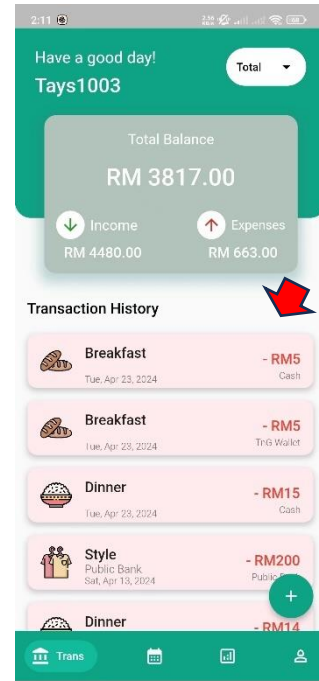 2:11
Have a good day!
Total
Tays1003
Total Balance
RM 3817.00
Income
Expenses
RM 4480.00
RM 663.00
Transaction History
Breakfast
- RM5
Tue, Apr 23, 2024
Cash
Breakfast
- RM5
Tue, Apr 23, 2024
TnG Wallet
Dinner
- RM15
Tue, Apr 23, 2024
Cash
Style
- RM200
Public Bank
Sat, Apr 13, 2024
Public
Dinner
- RM14
Trans